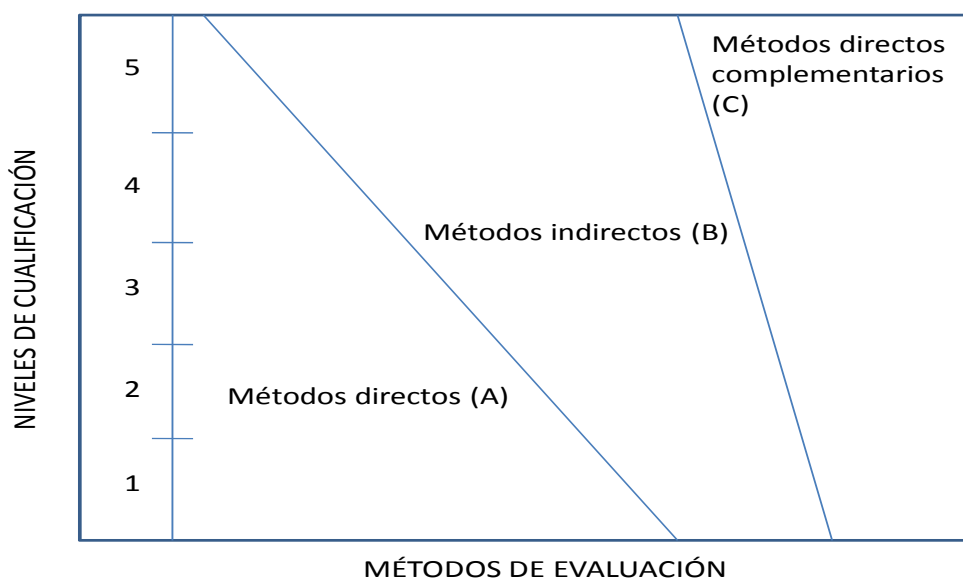 Métodos directos
complementarios
(C)
5
4
Métodos indirectos (B)
3
Métodos directos (A)
2
1
NIVELES DE CUALIFICACIÓN
MÉTODOS DE EVALUACIÓN